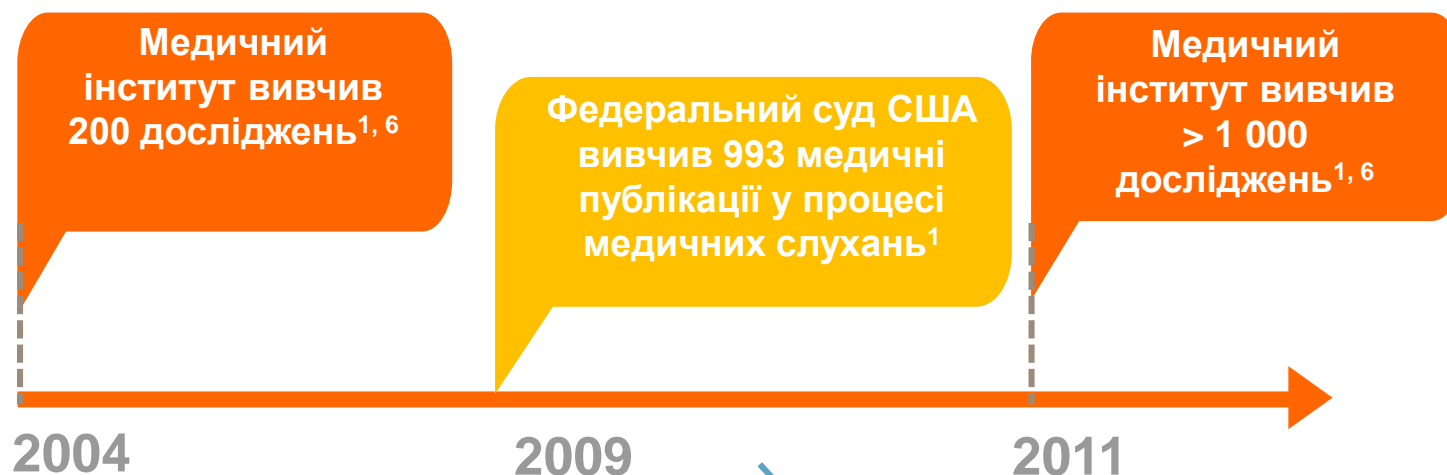 Медичний
інститут вивчив
200 досліджень1, 6
Федеральний суд США
вивчив 993 медичні
публікації у процесі
медичних слухань1
Медичний
інститут вивчив
> 1 000
досліджень1, 6
2004
2009
2011